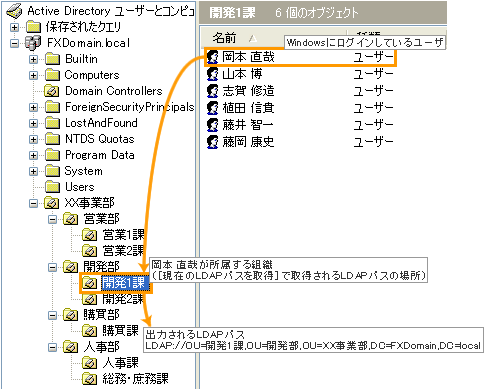 Active Directory ユーザーとコンピュ
保存されたクエリ
FXDomain.local
Builtin
Computers
Domain Controllers
ForeignSecurityPrincipals
LostAndFound
NTDS Quotas
Program Data
System
Users
XX事業部
営業部
営業1課
営業2課
開発部
開発1課
開発2課
購買部
購買課
人事部
人事課
総務・庶務課
開発1課 6 個のオブジェクト
名前
Windowsにログインしているユーザ
岡本 直哉 ユーザー
山本 博 ユーザー
志賀 修造 ユーザー
植田 信貴 ユーザー
藤井 智一 ユーザー
藤岡 康史 ユーザー
岡本 直哉が所属する組織
([現在のLDAPパスを取得]で取得されるLDAPパスの場所)
出力されるLDAPパス
LDAP://OU=開発1課,OU=開発部,OU=XX事業部,DC=FXDomain,DC=local